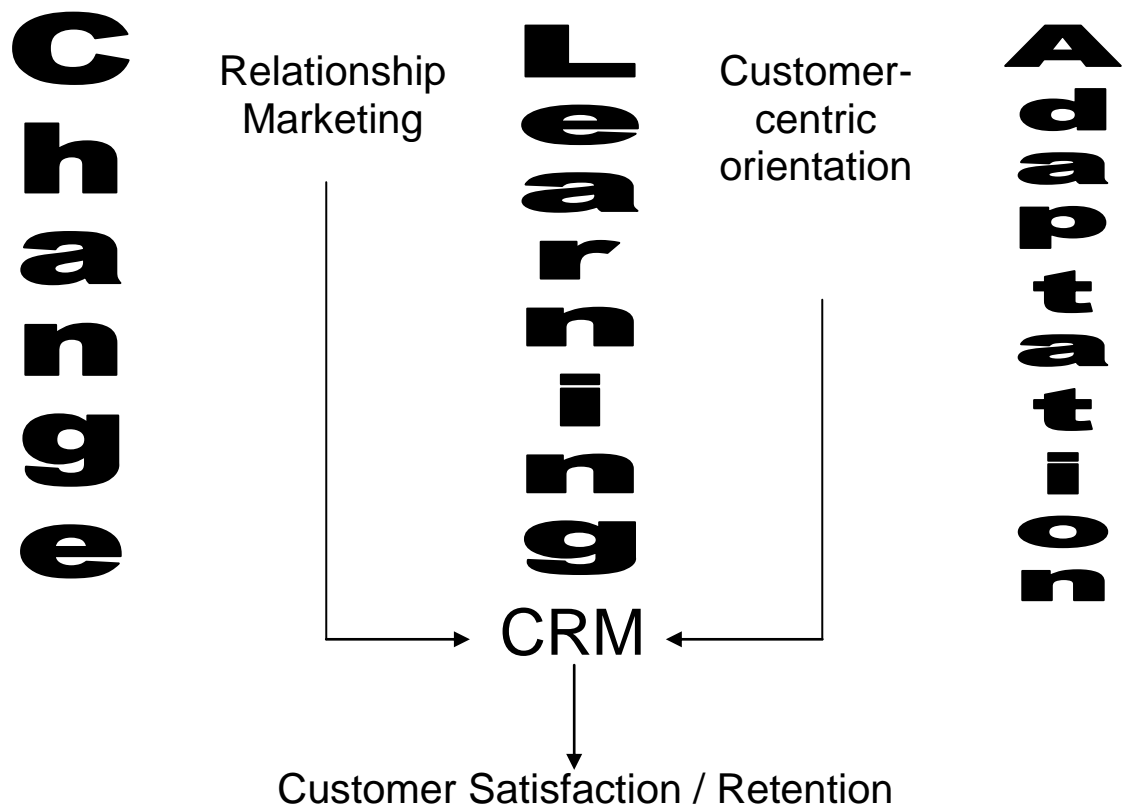 Change
Relationship
Marketing
Learning
Customer-
centric
orientation
Adaptation
CRM
Customer Satisfaction / Retention